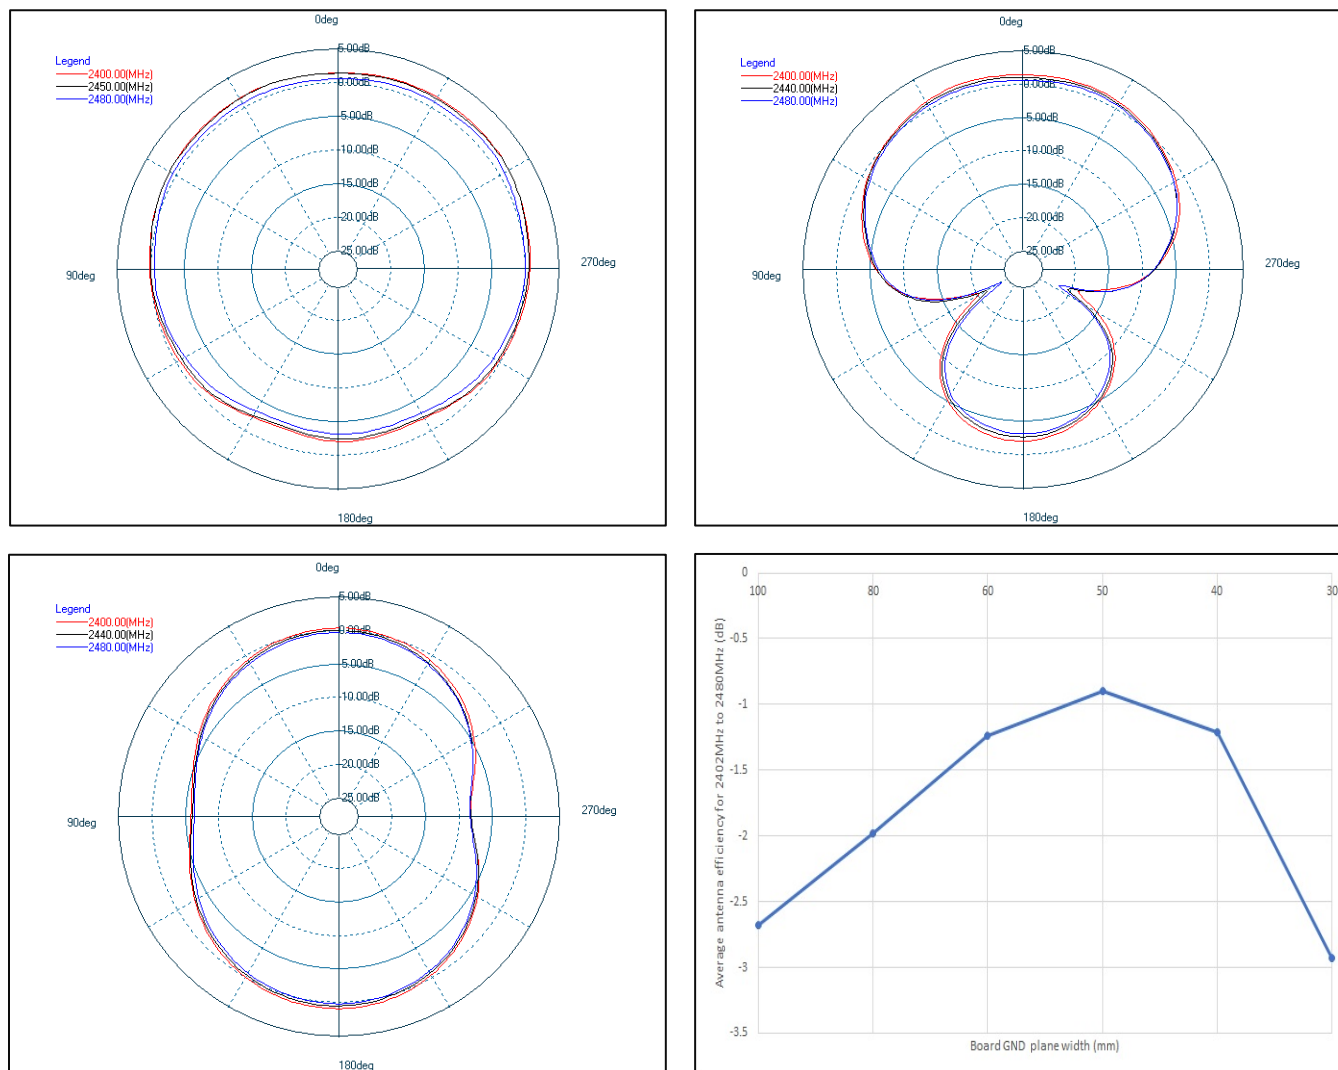 0deg
Legend
2400.00(MHz)
2450.00(MHz)
2480.00(MHz)
5.00dB
0.00dB
5.00dB
10.00dB
15.00dB
20.00dB
25.00dB
90deg
270deg
180deg
0deg
Legend
2400.00(MHz)
2440.00(MHz)
2480.00(MHz)
5.00dB
0.00dB
5.00dB
10.00dB
15.00dB
20.00dB
25.00dB
90deg
270deg
180deg
0deg
Legend
2400.00(MHz)
2440.00(MHz)
2480.00(MHz)
5.00dB
0.00dB
5.00dB
10.00dB
15.00dB
20.00dB
25.00dB
90deg
270deg
180deg
0
100 80 60 50 40 30
-0.5
-1
-1.5
-2
-2.5
-3
-3.5
Average antenna efficiency for 2402MHz to 2480MHz (dB)
Board GND plane width (mm)